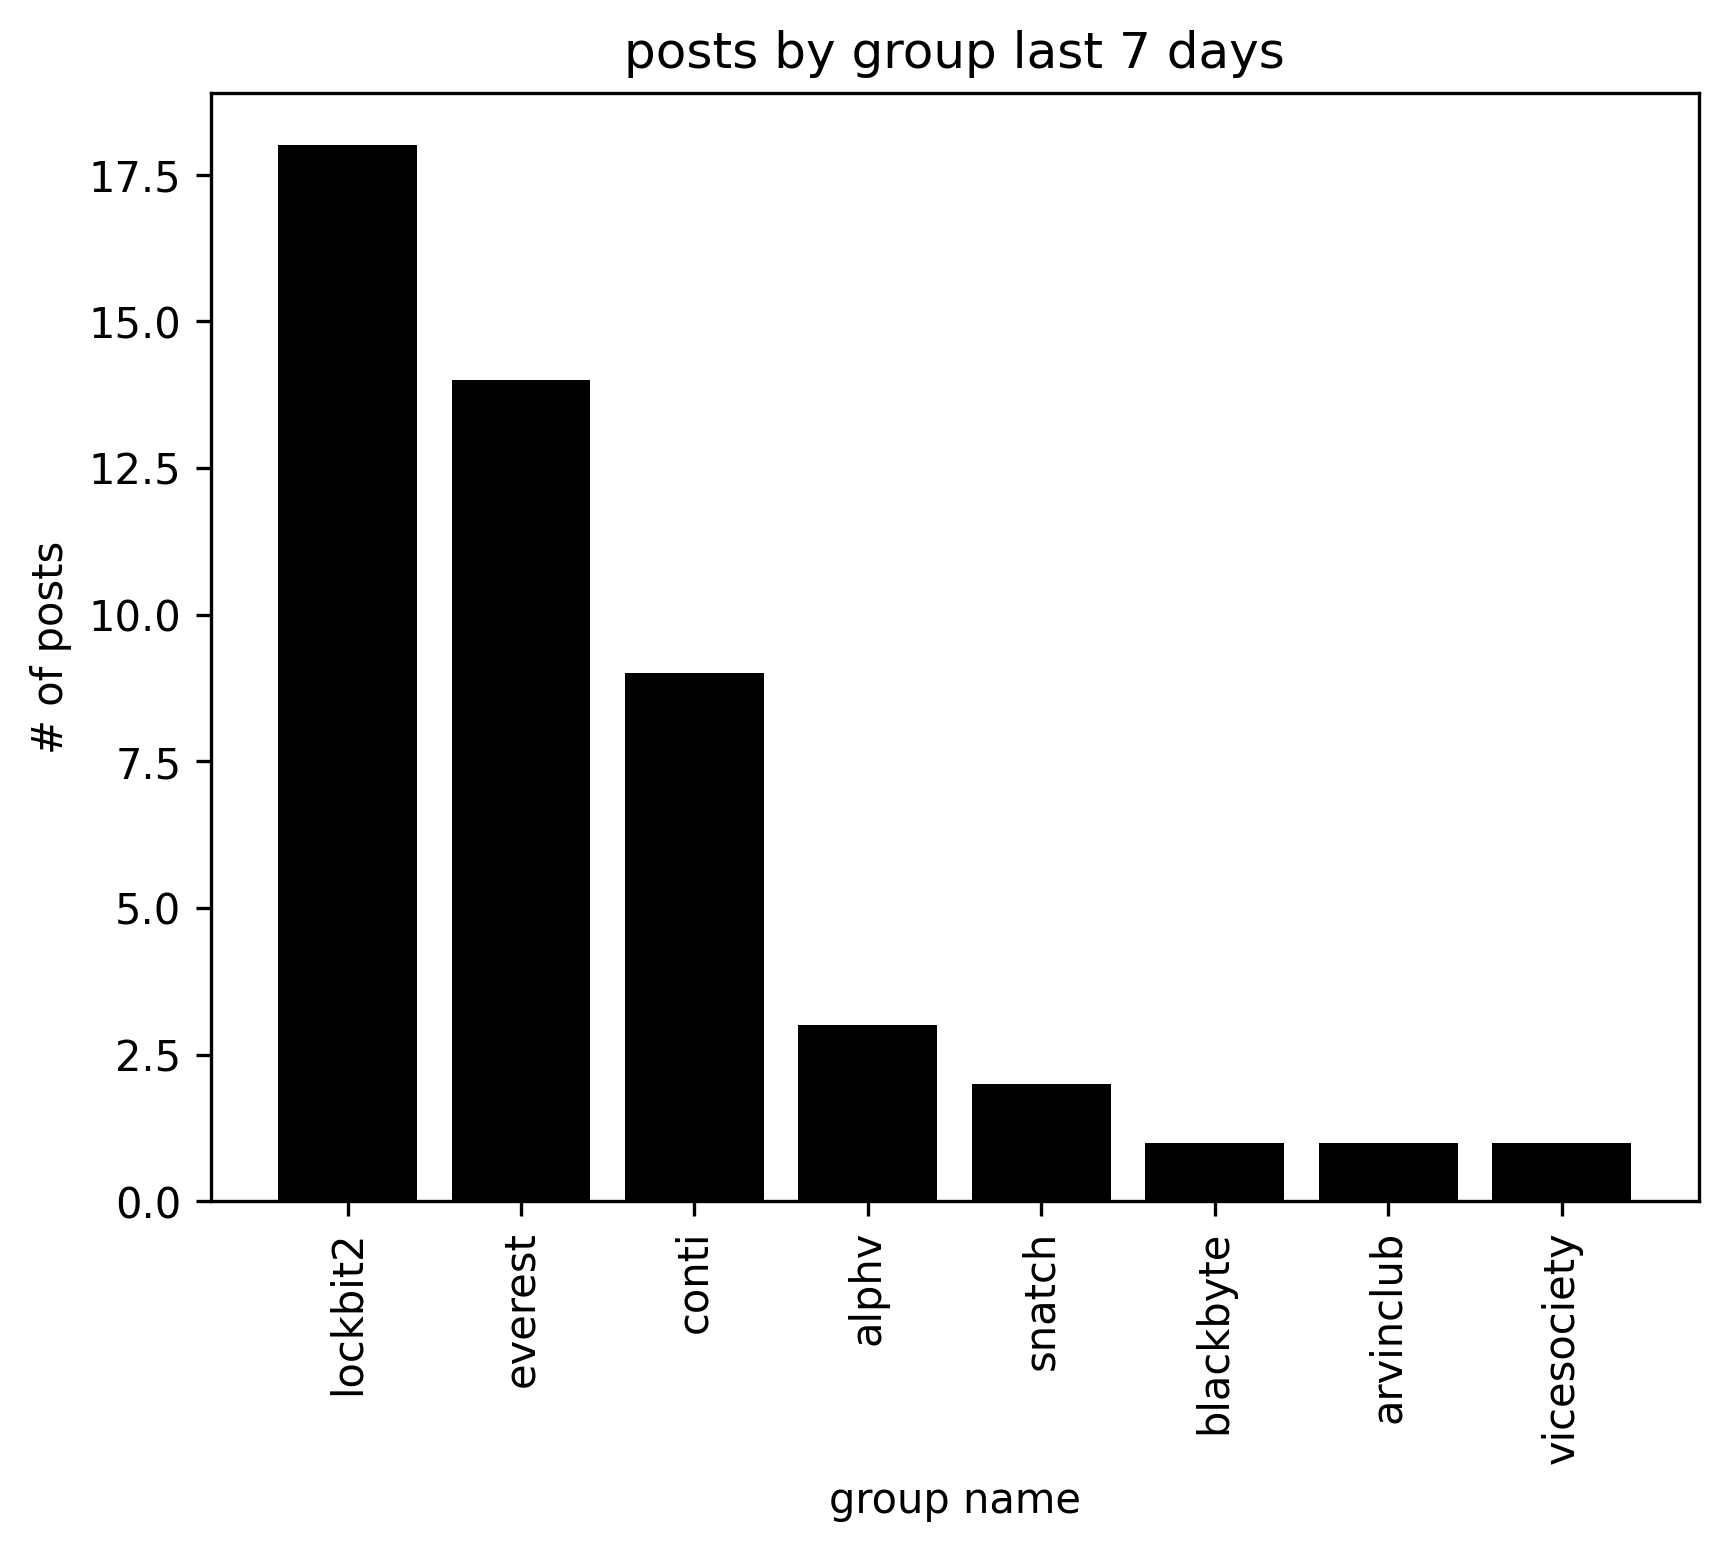 posts by group last 7 days
# of posts
17.5
15.0
12.5
10.0
7.5
5.0
2.5
0.0
lockbit2
everest
conti
alphv
snatch
blackbyte
arvinclub
vicesociety
group name